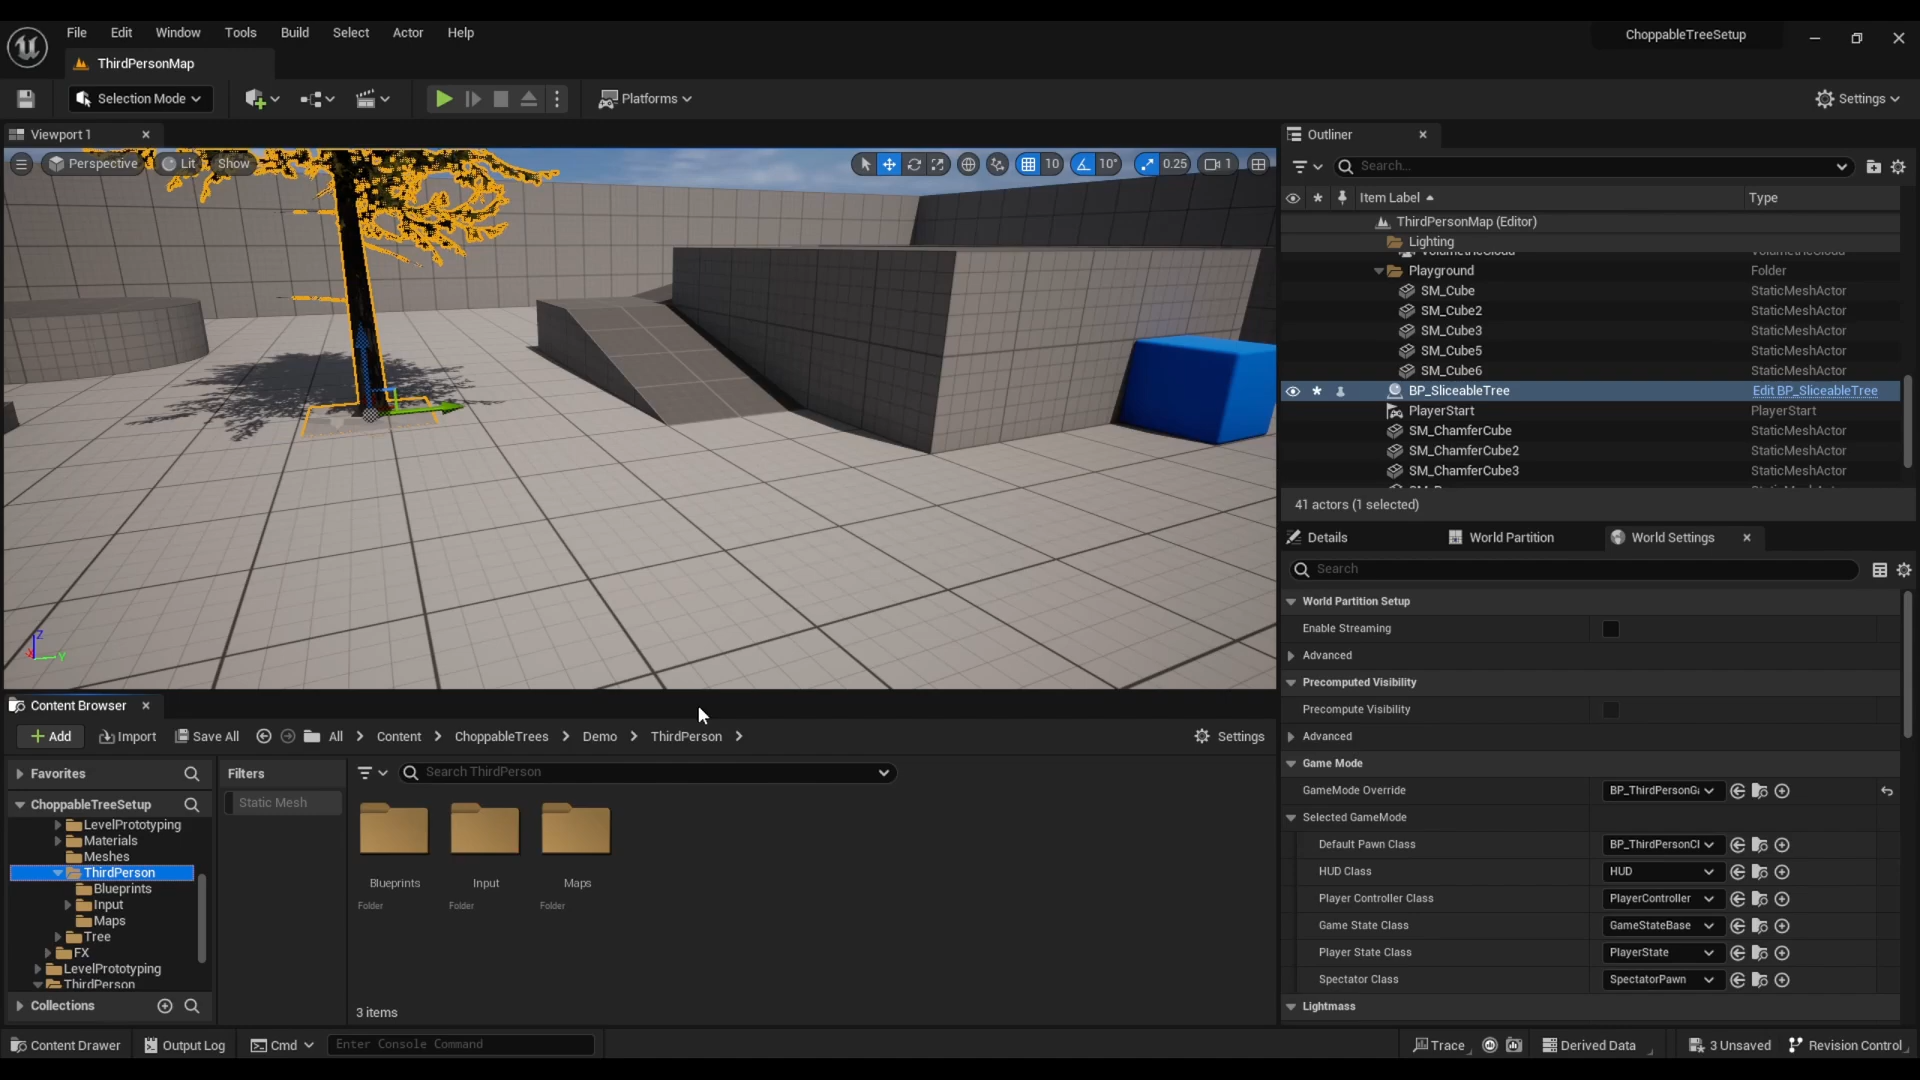 File Edit Window Tools Build Select Actor Help
ChoppableTreeSetup
ThirdPersonMap
Selection Mode
Platforms
Settings
Viewport 1
Perspective
Lit
Show
10
10°
0.25
1
Outliner
Search...
Item Label
Type
ThirdPersonMap (Editor)
Lighting
Playground
Folder
SM_Cube
StaticMeshActor
SM_Cube2
StaticMeshActor
SM_Cube3
StaticMeshActor
SM_Cube5
StaticMeshActor
SM_Cube6
StaticMeshActor
BP_SliceableTree
Edit BP_SliceableTree
PlayerStart
PlayerStart
SM_ChamferCube
StaticMeshActor
SM_ChamferCube2
StaticMeshActor
SM_ChamferCube3
StaticMeshActor
41 actors (1 selected)
Details
World Partition
World Settings
Search
World Partition Setup
Enable Streaming
Advanced
Precomputed Visibility
Precompute Visibility
Advanced
Game Mode
GameMode Override
BP_ThirdPersonGa
Selected GameMode
Default Pawn Class
BP_ThirdPersonCl
HUD Class
HUD
Player Controller Class
PlayerController
Game State Class
GameStateBase
Player State Class
PlayerState
Spectator Class
SpectatorPawn
Lightmass
Z
Y
Content Browser
Add
Import
Save All
All
Content
ChoppableTrees
Demo
ThirdPerson
Settings
Favorites
ChoppableTreeSetup
LevelPrototyping
Materials
Meshes
ThirdPerson
Blueprints
Input
Maps
Tree
FX
LevelPrototyping
ThirdPerson
Collections
Filters
Static Mesh
Search ThirdPerson
Blueprints
Folder
Input
Folder
Maps
Folder
3 items
Content Drawer
Output Log
Cmd
Enter Console Command
Trace
Derived Data
3 Unsaved
Revision Control